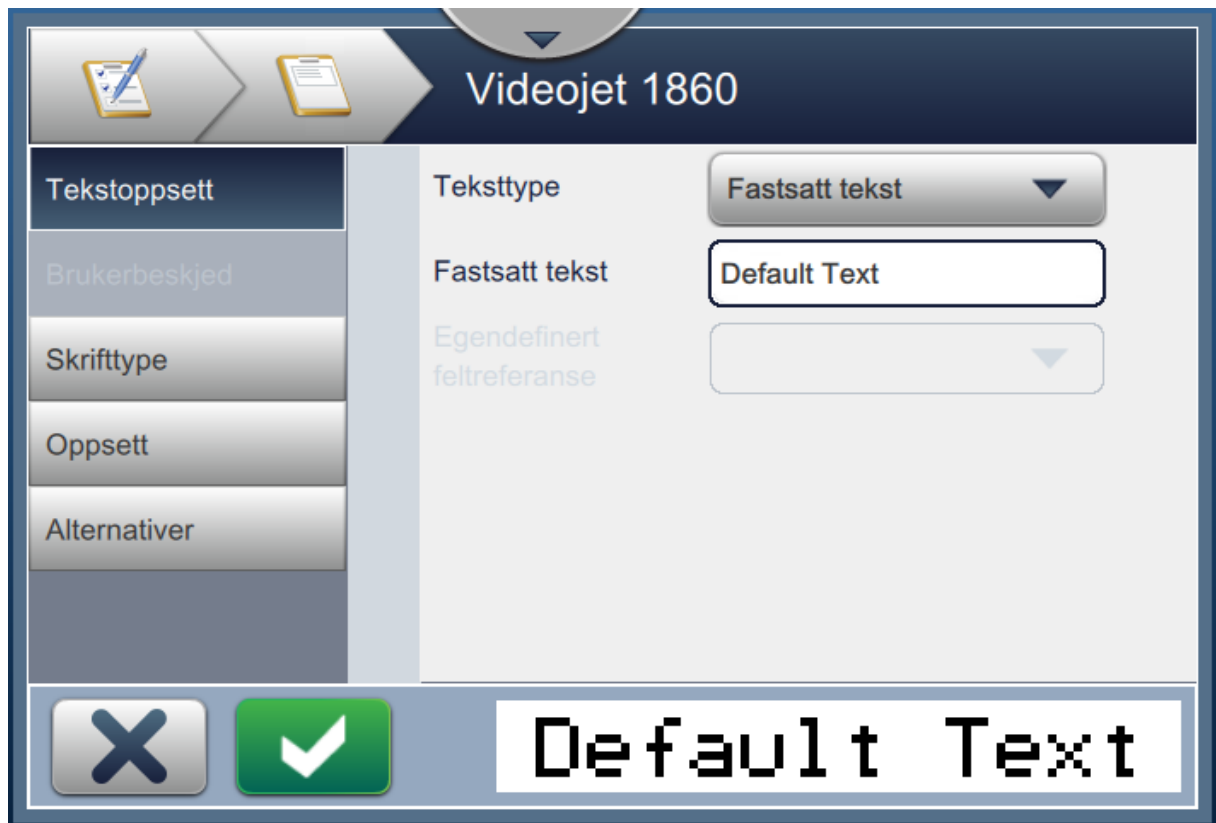 Videojet 1860
Tekstoppsett
Brukerbeskjed
Skrifttype
Oppsett
Alternativer
Teksttype
Fastsatt tekst
Fastsatt tekst
Default Text
Egendefinert
feltreferanse
Default Text